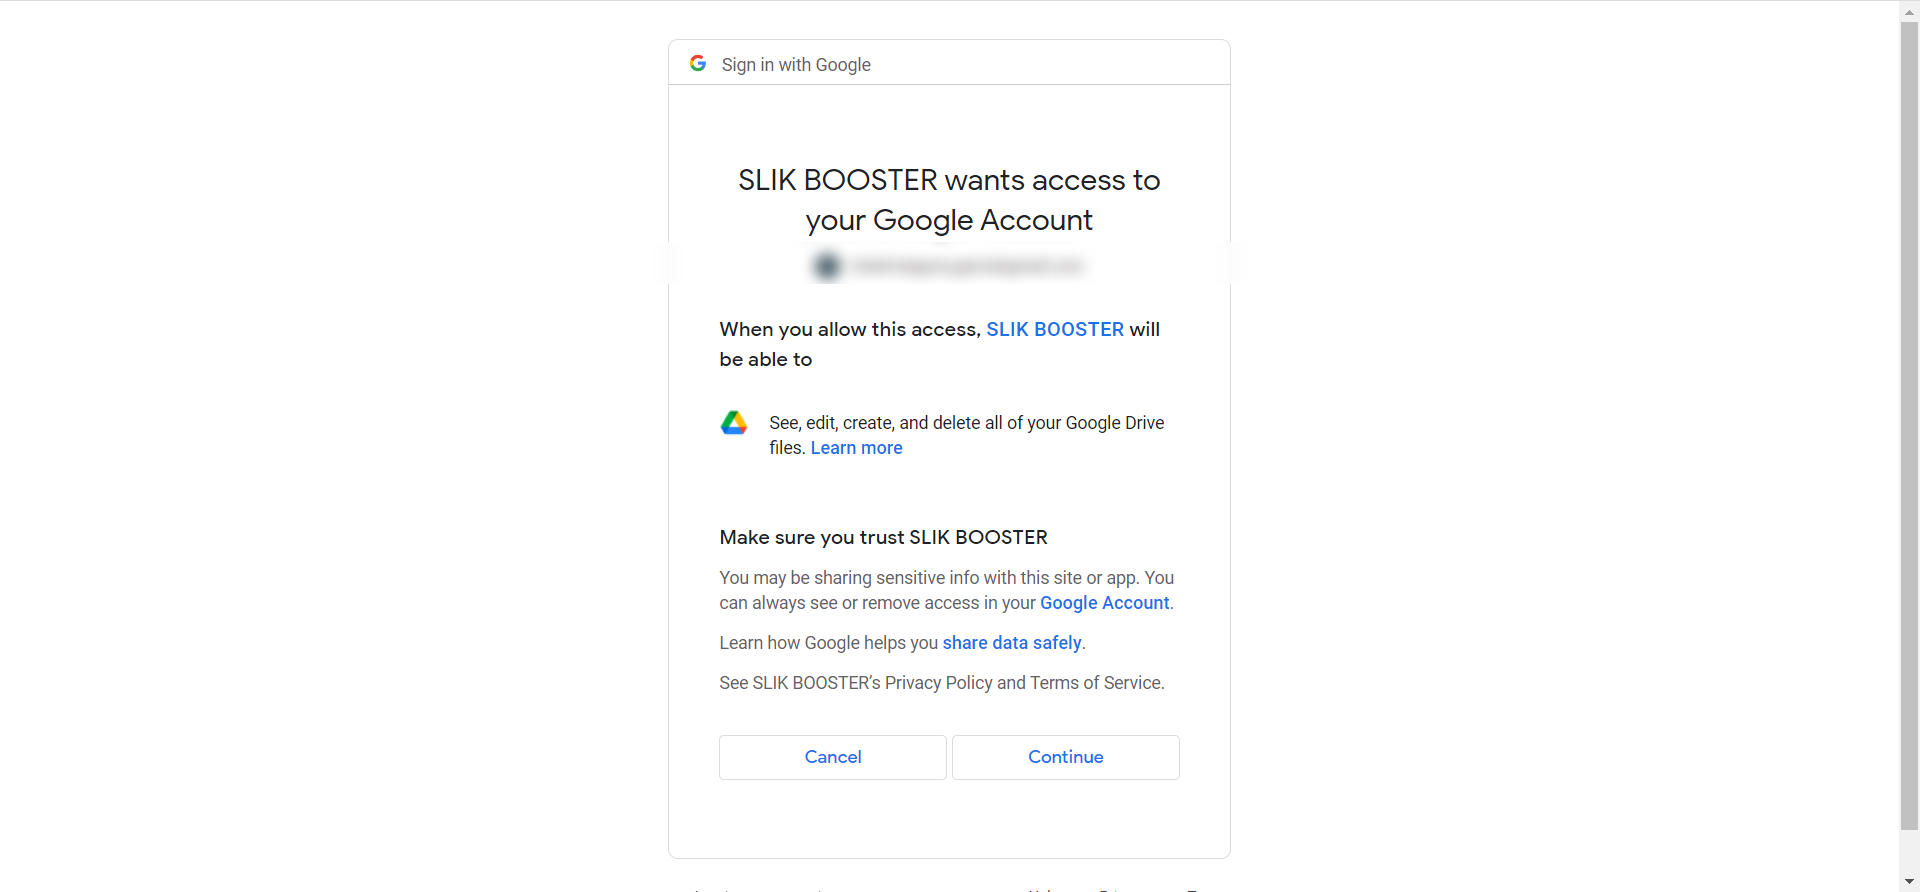 Sign in with Google
SLIK BOOSTER wants access to
your Google Account
When you allow this access, SLIK BOOSTER will
be able to
See, edit, create, and delete all of your Google Drive
files. Learn more
Make sure you trust SLIK BOOSTER
You may be sharing sensitive info with this site or app. You
can always see or remove access in your Google Account.
Learn how Google helps you share data safely.
See SLIK BOOSTER’s Privacy Policy and Terms of Service.
Cancel Continue